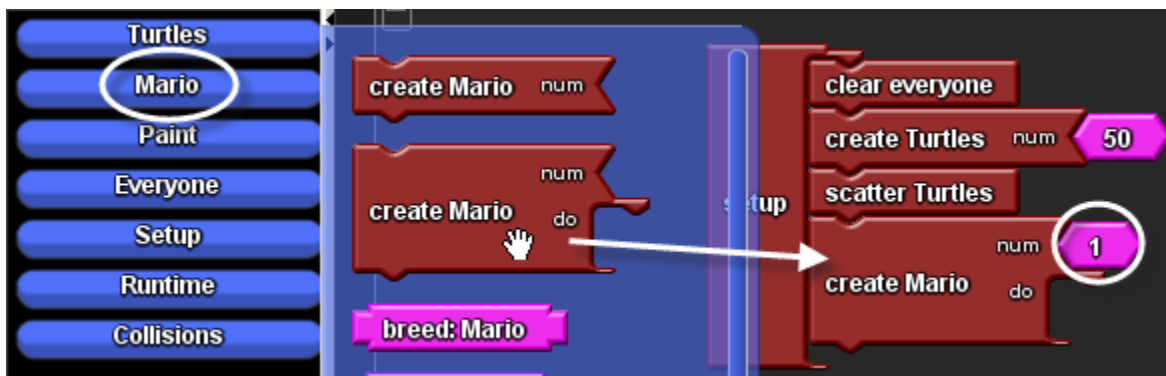 Turtles
Mario
Paint
Everyone
Setup
Runtime
Collisions
create Mario num
num
create Mario do
breed: Mario
setup
clear everyone
create Turtles num 50
scatter Turtles
num 1
create Mario do